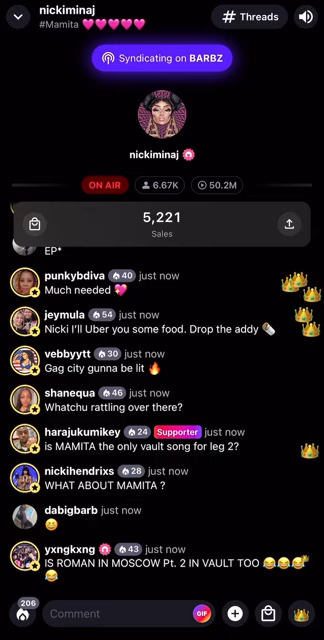 nickiminaj
#Mamita 💗💗💗💗💗
# Threads
Syndicating on BARBZ
nickiminaj
ON AIR
6.67K
50.2M
5,221
Sales
EP*
punkybdiva 40 just now
Much needed 💖
jeymula 54 just now
Nicki I'll Uber you some food. Drop the addy 🌯
vebbyytt 30 just now
Gag city gunna be lit 🔥
shanequa 46 just now
Whatchu rattling over there?
harajukumikey 24 Supporter just now
is MAMITA the only vault song for leg 2?
nickihendrixs 28 just now
WHAT ABOUT MAMITA ?
dabigbarb just now
😆
yxngkxng 43 just now
IS ROMAN IN MOSCOW Pt. 2 IN VAULT TOO 😂😂😂
😂
206
Comment
GIF